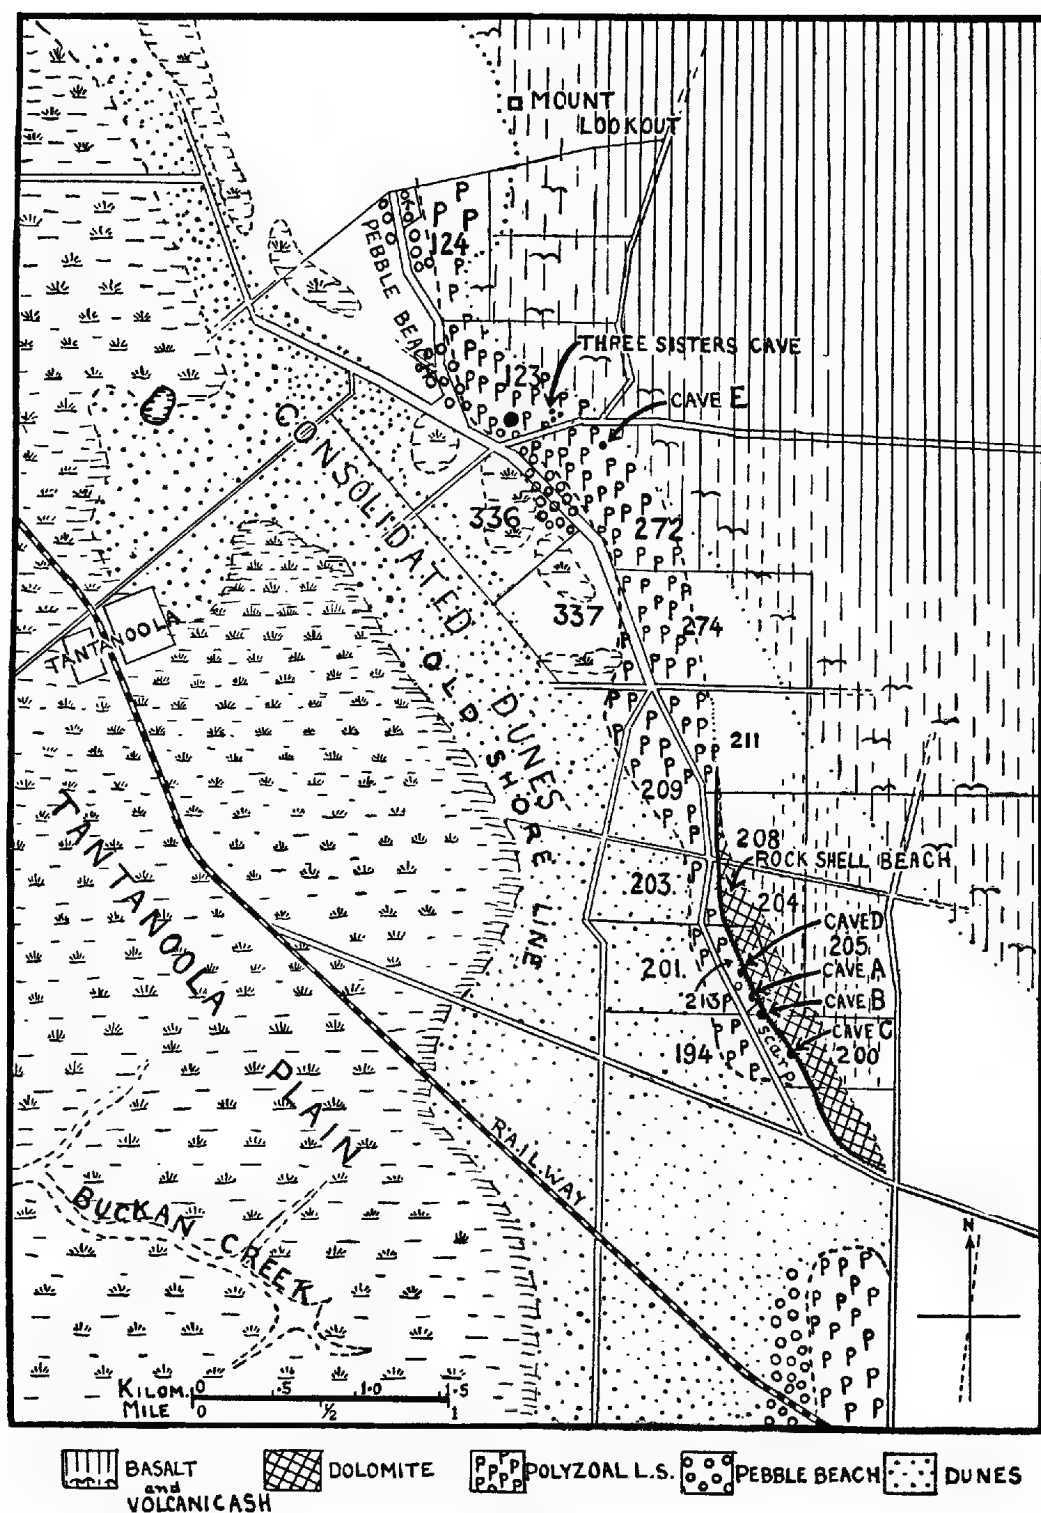 MOUNT
LOOKOUT
124
PEBBLE BEACH
THREE SISTERS CAVE
123
CAVE E
CONSOLIDATED DUNES
336
272
337
274
TANTANOOLA
OLD SHORE LINE
211
209
208
ROCK SHELL BEACH
203.
204
CAVE D
205
201.
CAVE A
213
CAVE B
CAVE C
194
scarp
200
TANTANOOLA PLAIN
RAILWAY
BUCKAN CREEK
N
KILOM. 0 .5 1.0 1.5
MILE 0 ½ 1
BASALT
and
VOLCANIC ASH
DOLOMITE
POLYZOAL L.S.
PEBBLE BEACH
DUNES